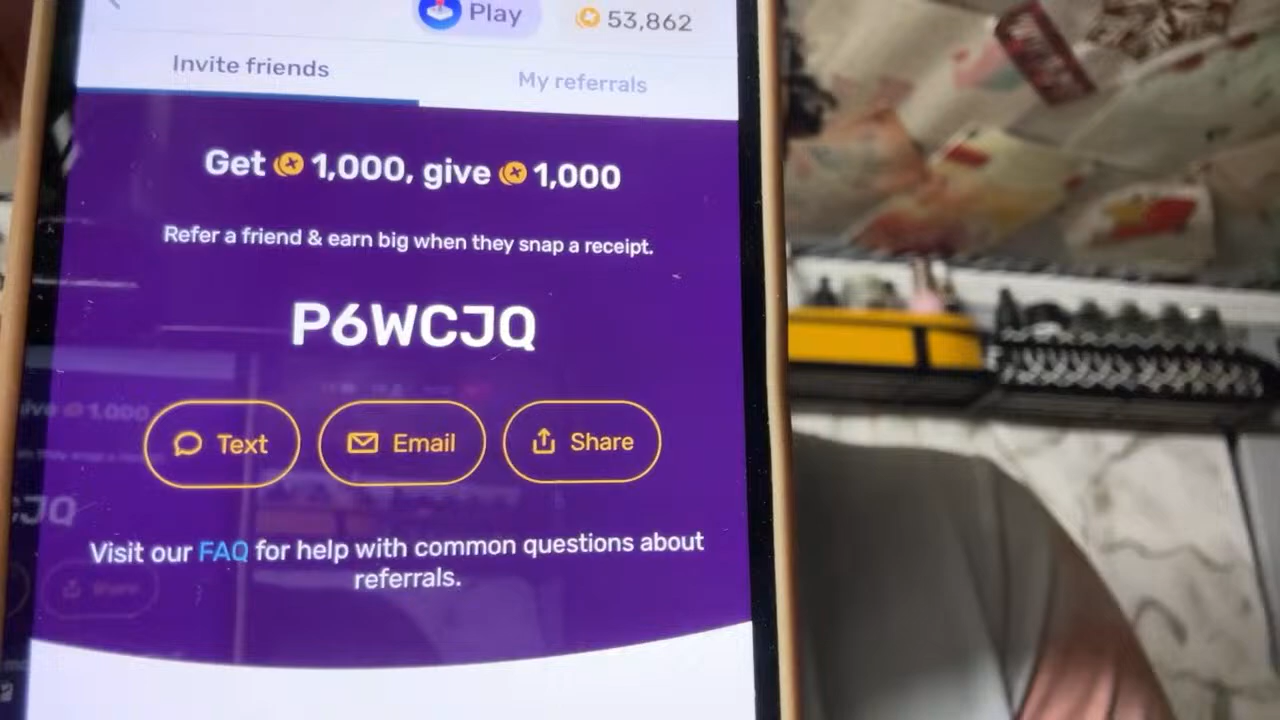 Play
53,862
Invite friends
My referrals
Get 1,000, give 1,000
Refer a friend & earn big when they snap a receipt.
P6WCJQ
Text
Email
Share
Visit our FAQ for help with common questions about
referrals.